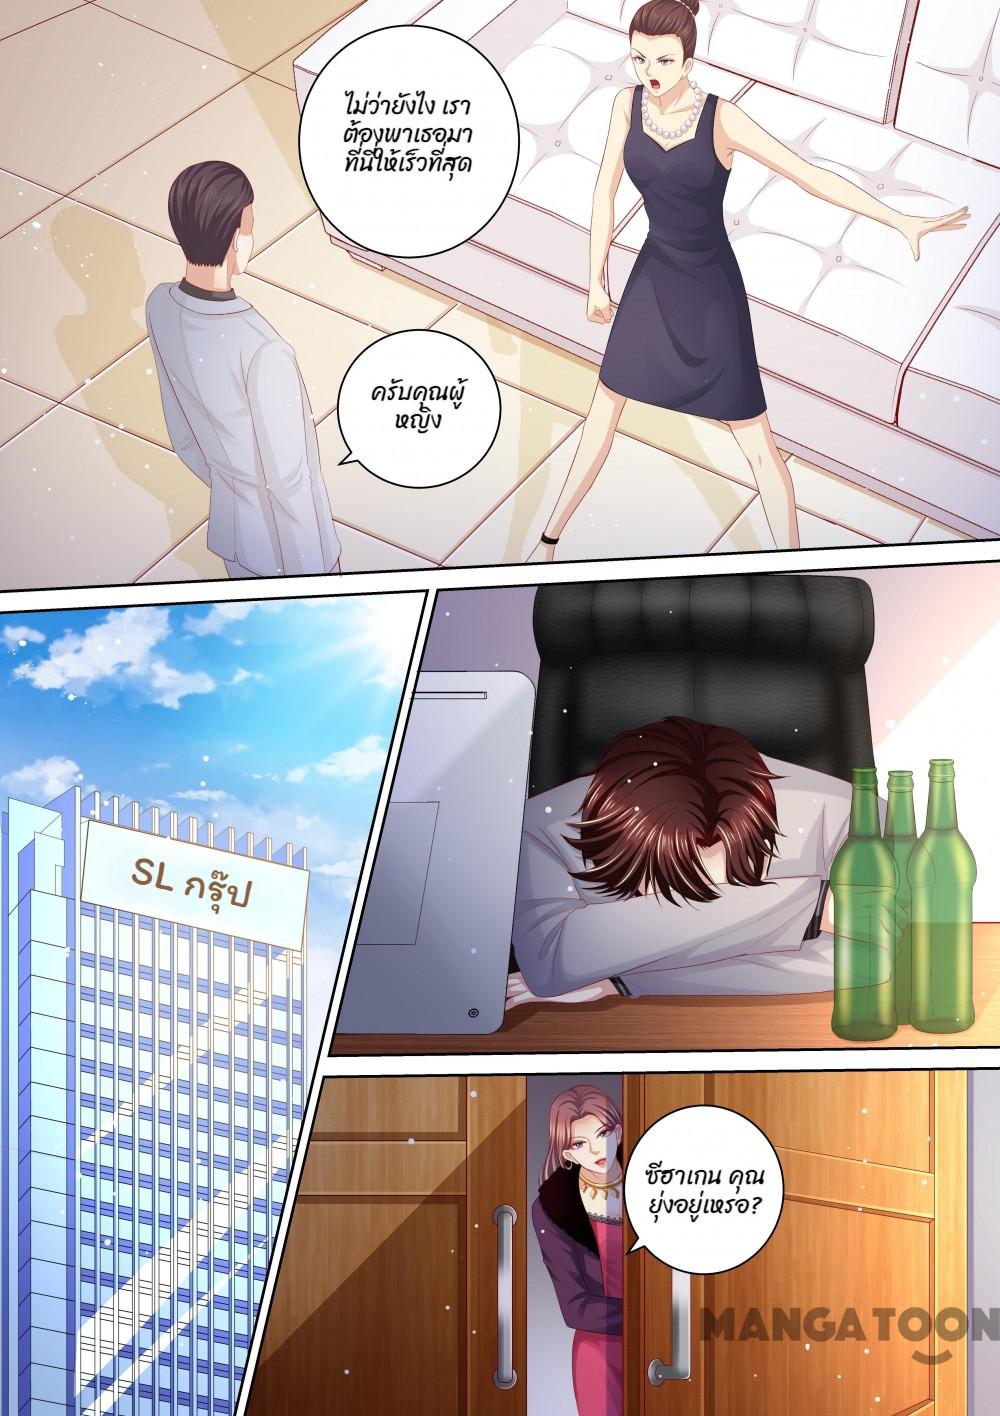 ไม่ว่ายังไง เรา
ต้องพาเธอมา
ที่นี่ให้เร็วที่สุด
ครับคุณผู้
หญิง
SL กรุ๊ป
ซีฮาเกน คุณ
ยุ่งอยู่เหรอ?
MANGATOON